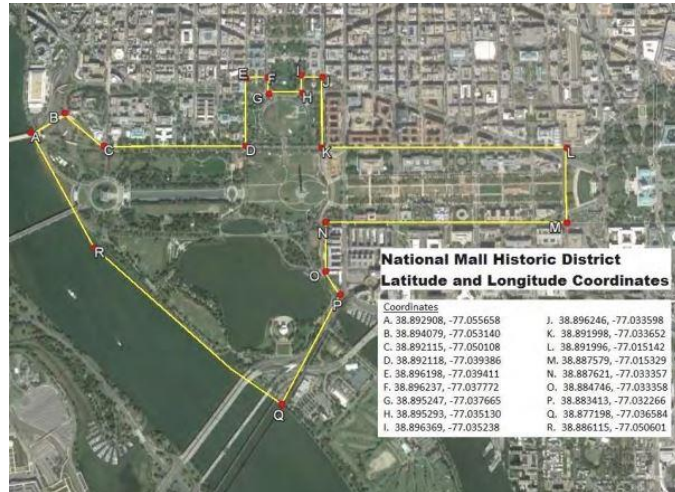 E
F
I
J
G
H
B
A
C
D
K
L
N
M
R
O
P
Q
National Mall Historic District
Latitude and Longitude Coordinates
Coordinates
A. 38.892908, -77.055658
B. 38.894079, -77.053140
C. 38.892115, -77.050108
D. 38.892118, -77.039386
E. 38.896198, -77.039411
F. 38.896237, -77.037772
G. 38.895247, -77.037665
H. 38.895293, -77.035130
I. 38.896369, -77.035238
J. 38.896246, -77.033598
K. 38.891998, -77.033652
L. 38.891996, -77.015142
M. 38.887579, -77.015329
N. 38.887621, -77.033357
O. 38.884746, -77.033358
P. 38.883413, -77.032266
Q. 38.877198, -77.036584
R. 38.886115, -77.050601